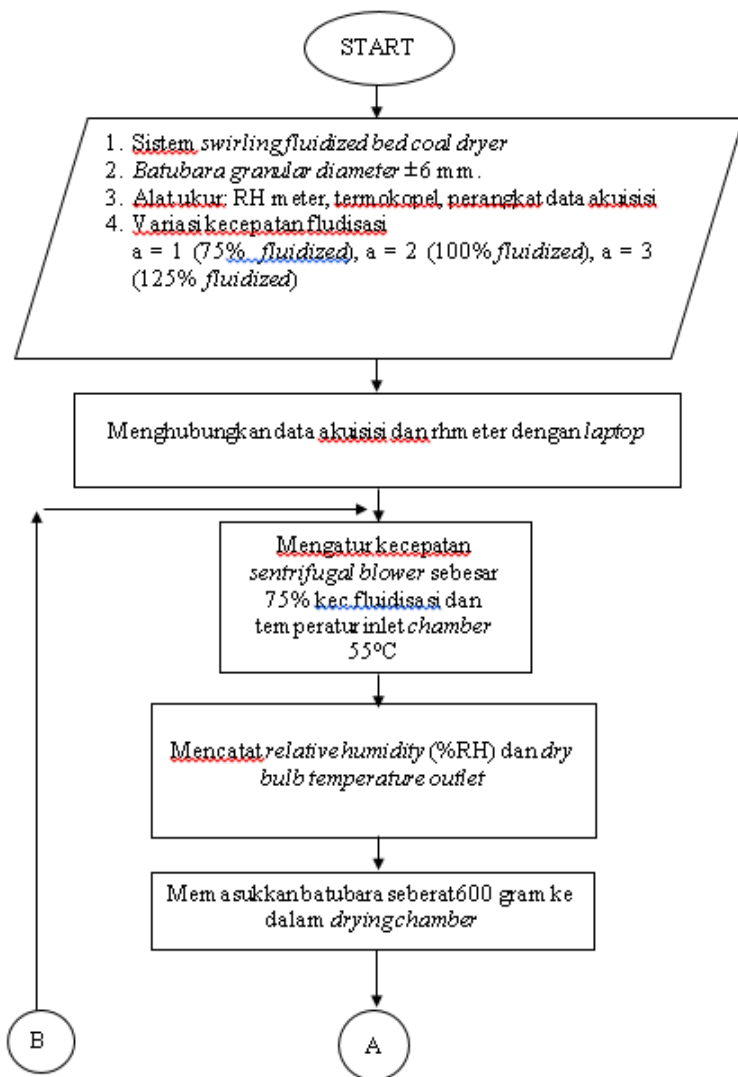 START
1. Sistem swirling fluidized bed coal dryer
2. Batubara granular diameter ±6 mm.
3. Alat ukur: RH meter, termokopel, perangkat data akuisisi
4. Variasi kecepatan fludisasi
a = 1 (75% fluidized), a = 2 (100% fluidized), a = 3
(125% fluidized)
Menghubungkan data akuisisi dan rhmeter dengan laptop
Mengatur kecepatan
sentrifugal blower sebesar
75% kec.fluidisasi dan
temperatur inlet chamber
55ºC
Mencatat relative humidity (%RH) dan dry
bulb temperature outlet
Memasukkan batubara seberat 600 gram ke
dalam drying chamber
B
A